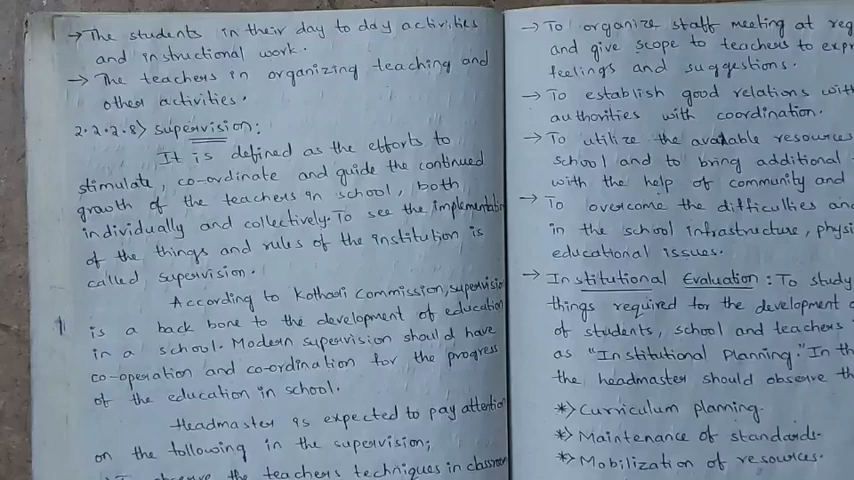 → The students in their day to day activities
and instructional work.
→ The teachers in organizing teaching and
other activities.
2.2.2.8> Supervision:
It is defined as the efforts to
stimulate, co-ordinate and guide the continued
growth of the teachers in school, both
individually and collectively. To see the implementation
of the things and rules of the institution is
called supervision.
According to Kothari Commission, supervision
is a back bone to the development of education
in a school. Modern supervision should have
co-operation and co-ordination for the progress
of the education in school.
Headmaster is expected to pay attention
on the following in the supervision;
the teachers techniques in classroom
→ To organize staff meeting at reg
and give scope to teachers to expr
feelings and suggestions.
→ To establish good relations with
authorities with coordination.
→ To utilize the available resources
school and to bring additional
with the help of community and
→ To overcome the difficulties an
in the school infrastructure, physi
educational issues.
→ Institutional Evaluation: To study
things required for the development
of students, school and teachers
as "Institutional Planning." In th
the headmaster should observe th
*> Curriculum planning.
*> Maintenance of standards.
*> Mobilization of resources.